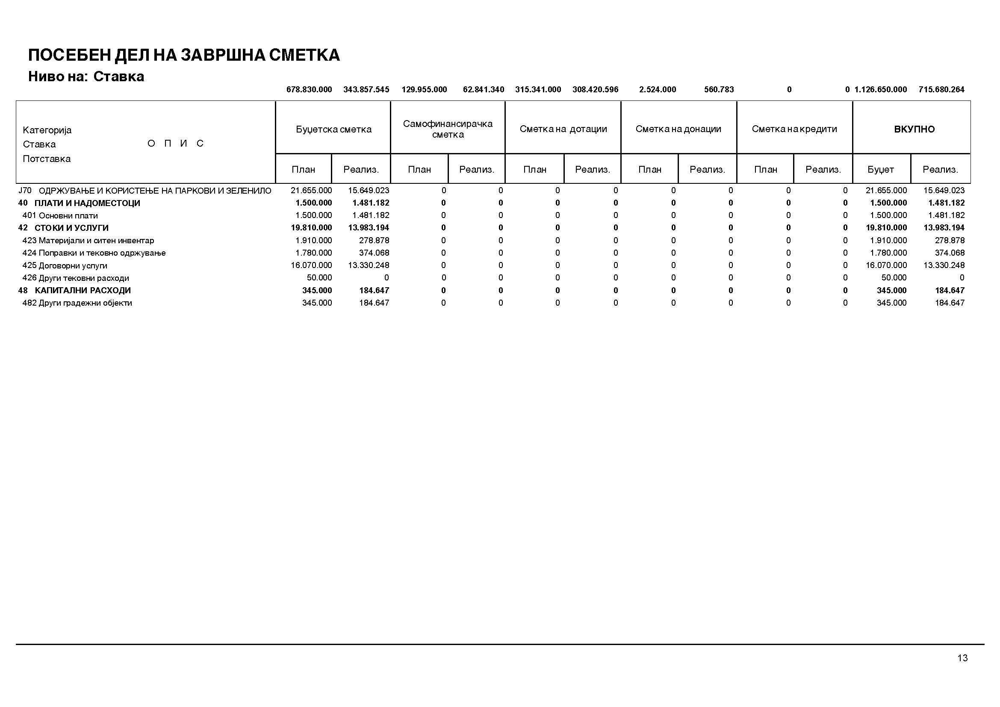 ПОСЕБЕН ДЕЛ НА ЗАВРШНА СМЕТКА
Ниво на: Ставка
678.830.000 343.857.545 129.955.000 62.841.340 315.341.000 308.420.596 2.524.000 560.783 0 0 1.126.650.000 715.680.264
Категорија
Ставка О П И С
Потставка
Буџетска сметка Самофинансирачка сметка Сметка на дотации Сметка на донации Сметка на кредити ВКУПНО
План Реализ. План Реализ. План Реализ. План Реализ. План Реализ. Буџет Реализ.
Ј70 ОДРЖУВАЊЕ И КОРИСТЕЊЕ НА ПАРКОВИ И ЗЕЛЕНИЛО 21.655.000 15.649.023 0 0 0 0 0 0 0 0 21.655.000 15.649.023
40 ПЛАТИ И НАДОМЕСТОЦИ 1.500.000 1.481.182 0 0 0 0 0 0 0 0 1.500.000 1.481.182
401 Основни плати 1.500.000 1.481.182 0 0 0 0 0 0 0 0 1.500.000 1.481.182
42 СТОКИ И УСЛУГИ 19.810.000 13.983.194 0 0 0 0 0 0 0 0 19.810.000 13.983.194
423 Материјали и ситен инвентар 1.910.000 278.878 0 0 0 0 0 0 0 0 1.910.000 278.878
424 Поправки и тековно одржување 1.780.000 374.068 0 0 0 0 0 0 0 0 1.780.000 374.068
425 Договорни услуги 16.070.000 13.330.248 0 0 0 0 0 0 0 0 16.070.000 13.330.248
426 Други тековни расходи 50.000 0 0 0 0 0 0 0 0 0 50.000 0
48 КАПИТАЛНИ РАСХОДИ 345.000 184.647 0 0 0 0 0 0 0 0 345.000 184.647
482 Други градежни објекти 345.000 184.647 0 0 0 0 0 0 0 0 345.000 184.647
13